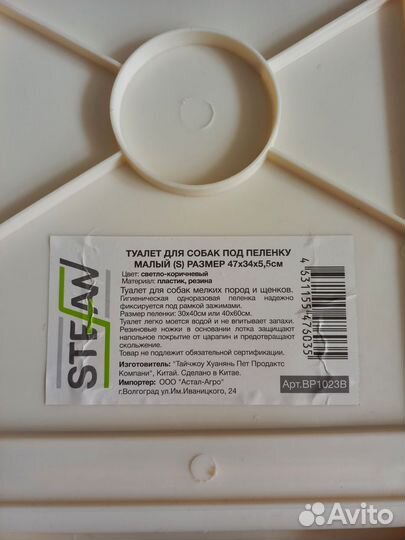 STEFAN
ТУАЛЕТ ДЛЯ СОБАК ПОД ПЕЛЕНКУ
МАЛЫЙ (S) РАЗМЕР 47x34x5,5см
Цвет: светло-коричневый
Материал: пластик, резина
Туалет для собак мелких пород и щенков.
Гигиеническая одноразовая пеленка надежно
фиксируется под рамкой зажимами.
Размер пеленки: 30х40см или 40х60см.
Туалет легко моется водой и не впитывает запахи.
Резиновые ножки в основании лотка защищают
напольное покрытие от царапин и предотвращают
скольжение.
Товар не подлежит обязательной сертификации.
Изготовитель: "Тайчжоу Хуанянь Пет Продактс
Компани", Китай. Сделано в Китае.
Импортер: ООО "Астал-Агро"
г.Волгоград ул.Им.Иваницкого, 24
Арт.BP1023B
Avito